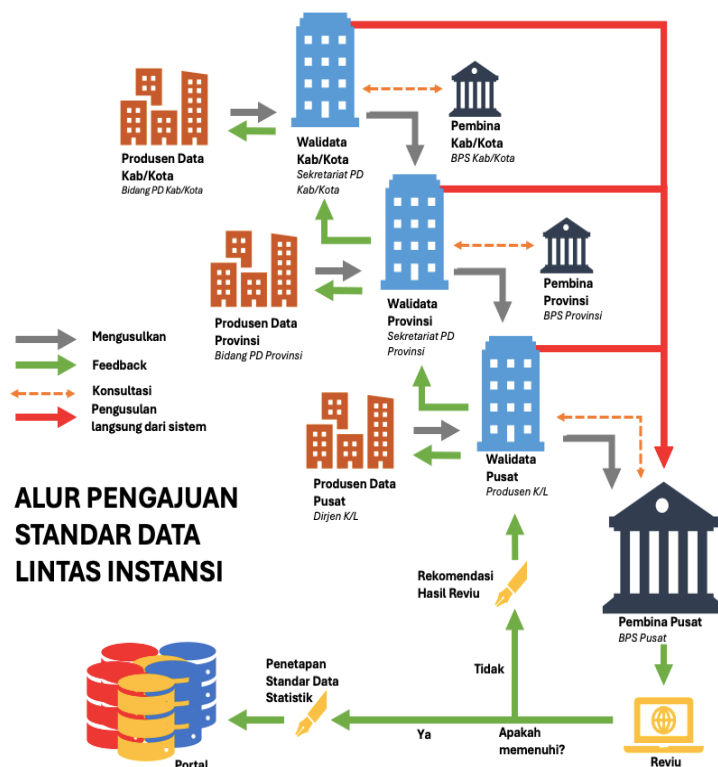 Produsen Data
Kab/Kota
Bidang PD Kab/Kota
Walidata
Kab/Kota
Sekretariat PD
Kab/Kota
Pembina
Kab/Kota
BPS Kab/Kota
Produsen Data
Provinsi
Bidang PD Provinsi
Walidata
Provinsi
Sekretariat PD
Provinsi
Pembina
Provinsi
BPS Provinsi
Mengusulkan
Feedback
Konsultasi
Pengusulan
langsung dari sistem
Produsen Data
Pusat
Dirjen K/L
Walidata
Pusat
Produsen K/L
Pembina Pusat
BPS Pusat
ALUR PENGAJUAN
STANDAR DATA
LINTAS INSTANSI
Rekomendasi
Hasil Reviu
Tidak
Penetapan
Standar Data
Statistik
Ya
Apakah
memenuhi?
Reviu
Portal